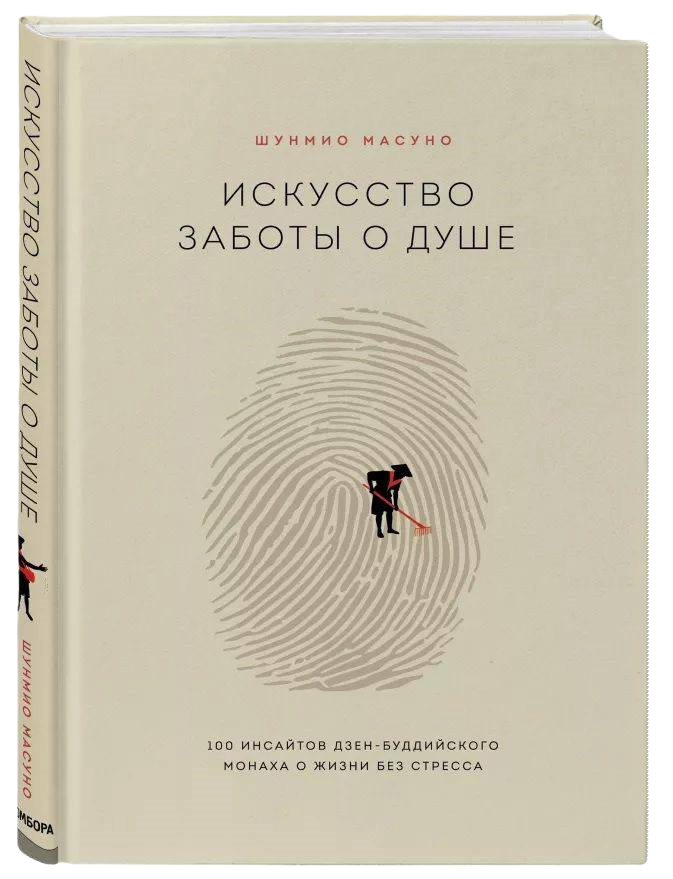 ШУНМИО МАСУНО
ИСКУССТВО
ЗАБОТЫ О ДУШЕ
100 ИНСАЙТОВ ДЗЕН-БУДДИЙСКОГО
МОНАХА О ЖИЗНИ БЕЗ СТРЕССА
ИСКУССТВО ЗАБОТЫ О ДУШЕ
ШУНМИО МАСУНО